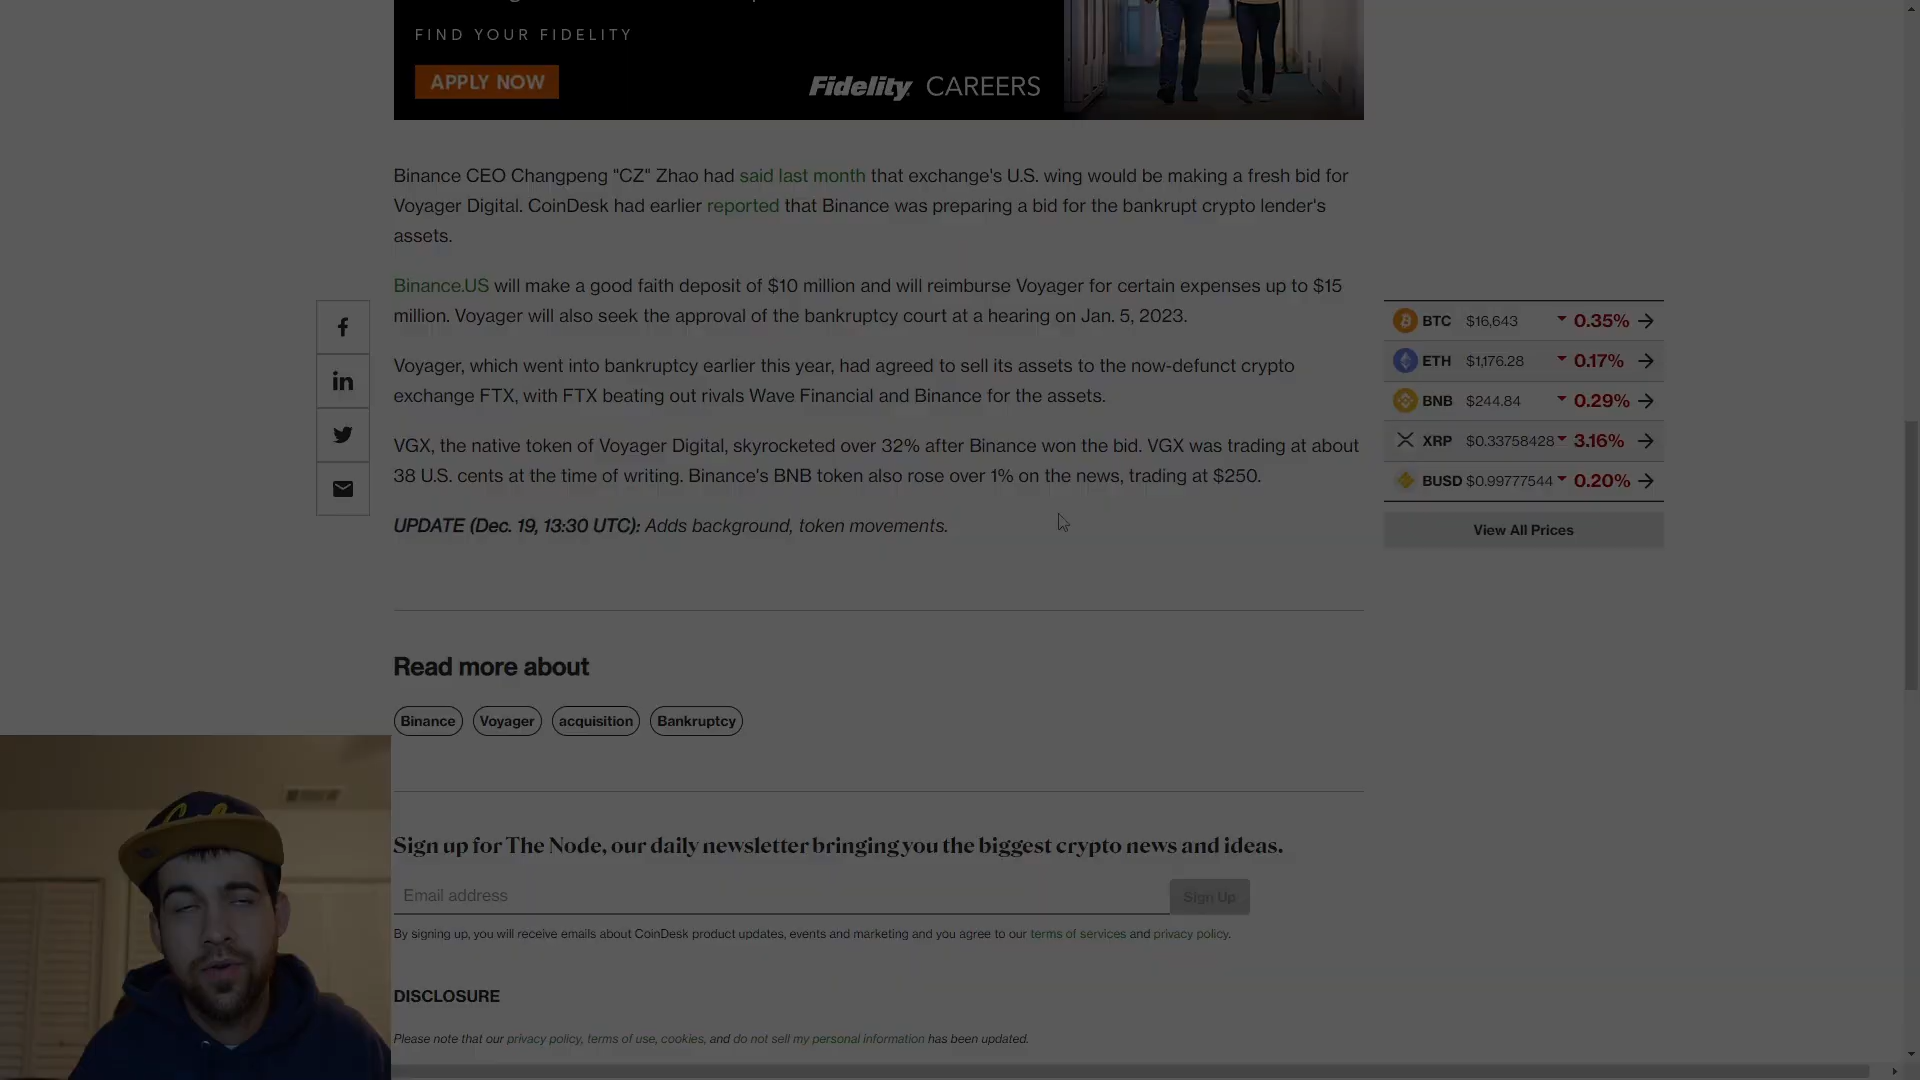 FIND YOUR FIDELITY
APPLY NOW
Fidelity CAREERS
Binance CEO Changpeng "CZ" Zhao had said last month that exchange's U.S. wing would be making a fresh bid for
Voyager Digital. CoinDesk had earlier reported that Binance was preparing a bid for the bankrupt crypto lender's
assets.
Binance.US will make a good faith deposit of $10 million and will reimburse Voyager for certain expenses up to $15
million. Voyager will also seek the approval of the bankruptcy court at a hearing on Jan. 5, 2023.
Voyager, which went into bankruptcy earlier this year, had agreed to sell its assets to the now-defunct crypto
exchange FTX, with FTX beating out rivals Wave Financial and Binance for the assets.
VGX, the native token of Voyager Digital, skyrocketed over 32% after Binance won the bid. VGX was trading at about
38 U.S. cents at the time of writing. Binance's BNB token also rose over 1% on the news, trading at $250.
UPDATE (Dec. 19, 13:30 UTC): Adds background, token movements.
BTC $16,643 0.35%
ETH $1,176.28 0.17%
BNB $244.84 0.29%
XRP $0.33758428 3.16%
BUSD $0.99777544 0.20%
View All Prices
Read more about
Binance Voyager acquisition Bankruptcy
Sign up for The Node, our daily newsletter bringing you the biggest crypto news and ideas.
Email address
Sign Up
By signing up, you will receive emails about CoinDesk product updates, events and marketing and you agree to our terms of services and privacy policy.
DISCLOSURE
Please note that our privacy policy, terms of use, cookies, and do not sell my personal information has been updated.